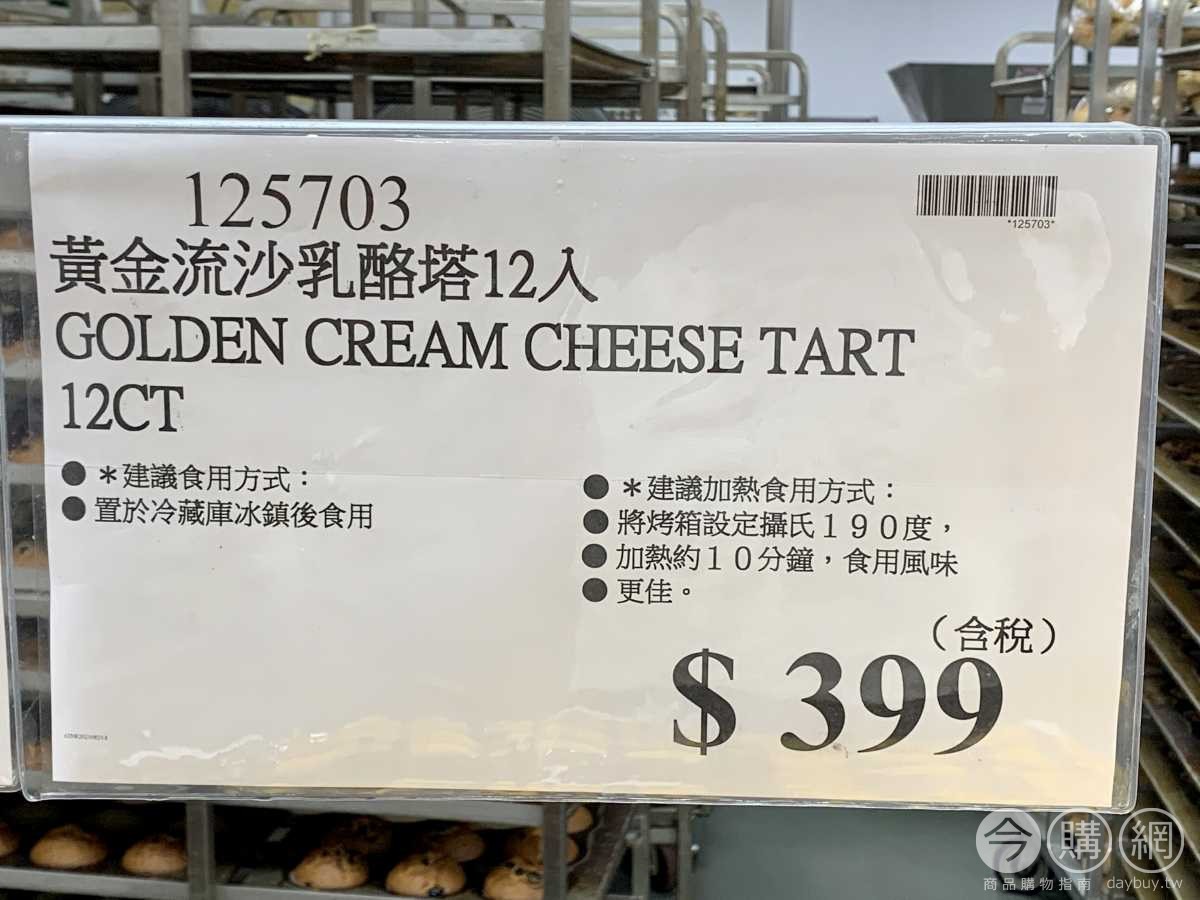 125703
*125703*
黃金流沙乳酪塔12入
GOLDEN CREAM CHEESE TART
12CT
● ＊建議食用方式：
● 置於冷藏庫冰鎮後食用
● ＊建議加熱食用方式：
● 將烤箱設定攝氏１９０度，
● 加熱約１０分鐘，食用風味
● 更佳。
（含稅）
$ 399
今購網
商品購物指南 daybuy.tw